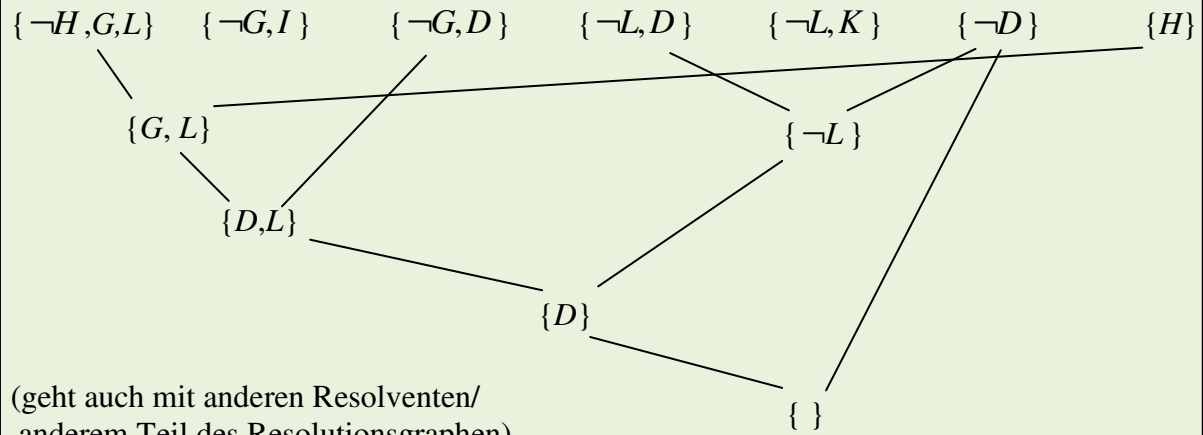 {¬H,G,L} {¬G,I} {¬G,D} {¬L,D} {¬L,K} {¬D} {H}
{G, L}
{¬L}
{D,L}
{D}
(geht auch mit anderen Resolventen/
{ }
anderem Teil des Resolutionsgraphen)